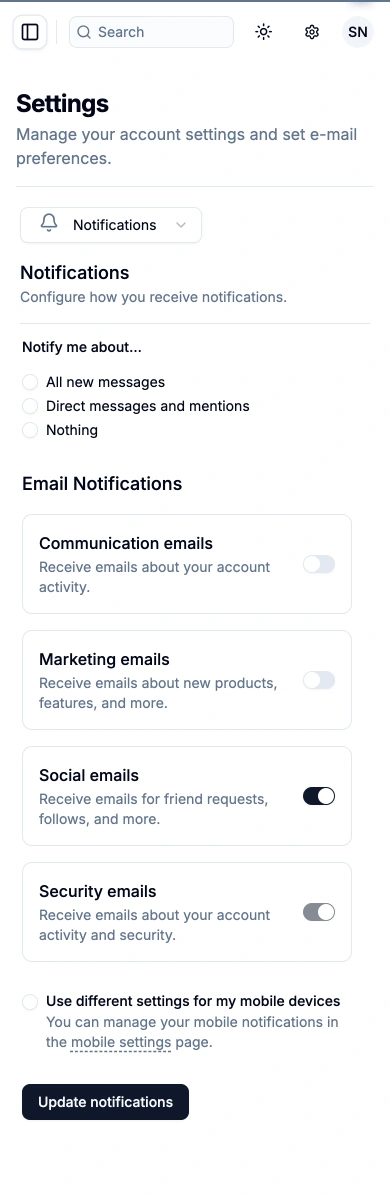 Search
SN
Settings
Manage your account settings and set e-mail
preferences.
Notifications
Notifications
Configure how you receive notifications.
Notify me about...
All new messages
Direct messages and mentions
Nothing
Email Notifications
Communication emails
Receive emails about your account
activity.
Marketing emails
Receive emails about new products,
features, and more.
Social emails
Receive emails for friend requests,
follows, and more.
Security emails
Receive emails about your account
activity and security.
Use different settings for my mobile devices
You can manage your mobile notifications in
the mobile settings page.
Update notifications